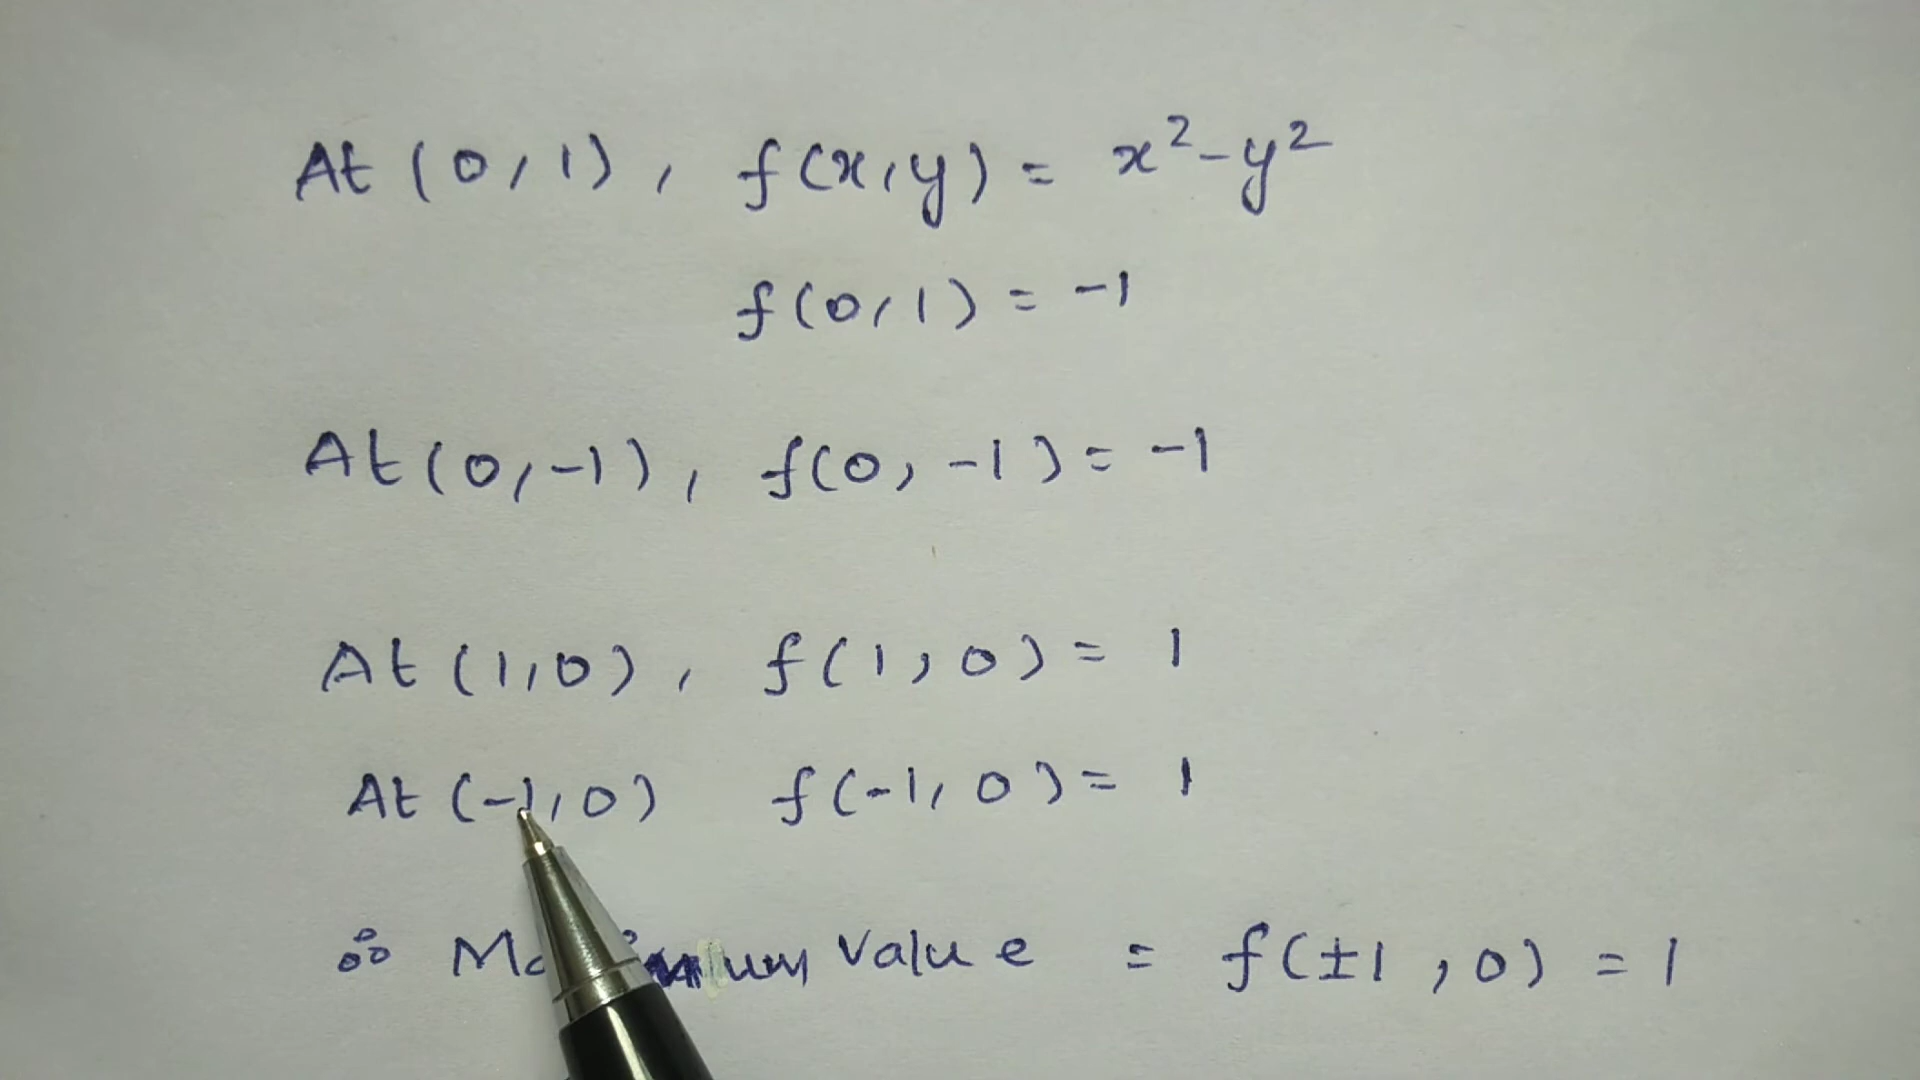 At (0,1), f(x,y) = x²-y²
f(0,1) = -1
At (0,-1), f(0,-1) = -1
At (1,0), f(1,0) = 1
At (-1,0) f(-1,0) = 1
∴ Value = f(±1,0) = 1